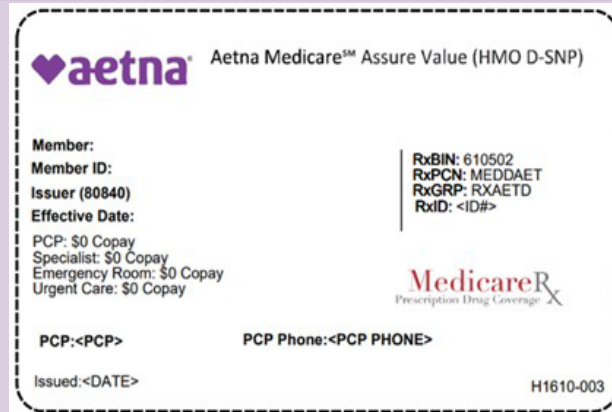 aetna
Aetna Medicare℠ Assure Value (HMO D-SNP)
Member:
Member ID:
Issuer (80840)
Effective Date:
PCP: $0 Copay
Specialist: $0 Copay
Emergency Room: $0 Copay
Urgent Care: $0 Copay
RxBIN: 610502
RxPCN: MEDDAET
RxGRP: RXAETD
RxID: <ID#>
MedicareRx
Prescription Drug Coverage
PCP:<PCP>
PCP Phone:<PCP PHONE>
Issued:<DATE>
H1610-003